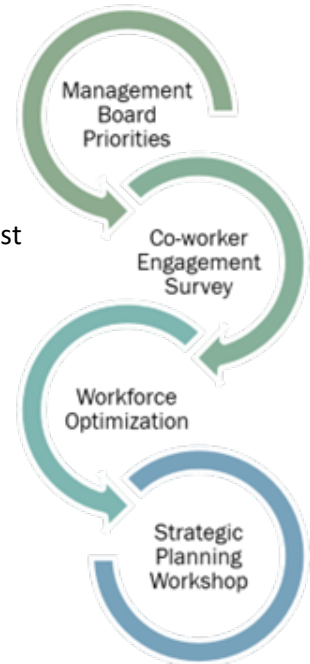 Management
Board
Priorities
st
Co-worker
Engagement
Survey
Workforce
Optimization
Strategic
Planning
Workshop